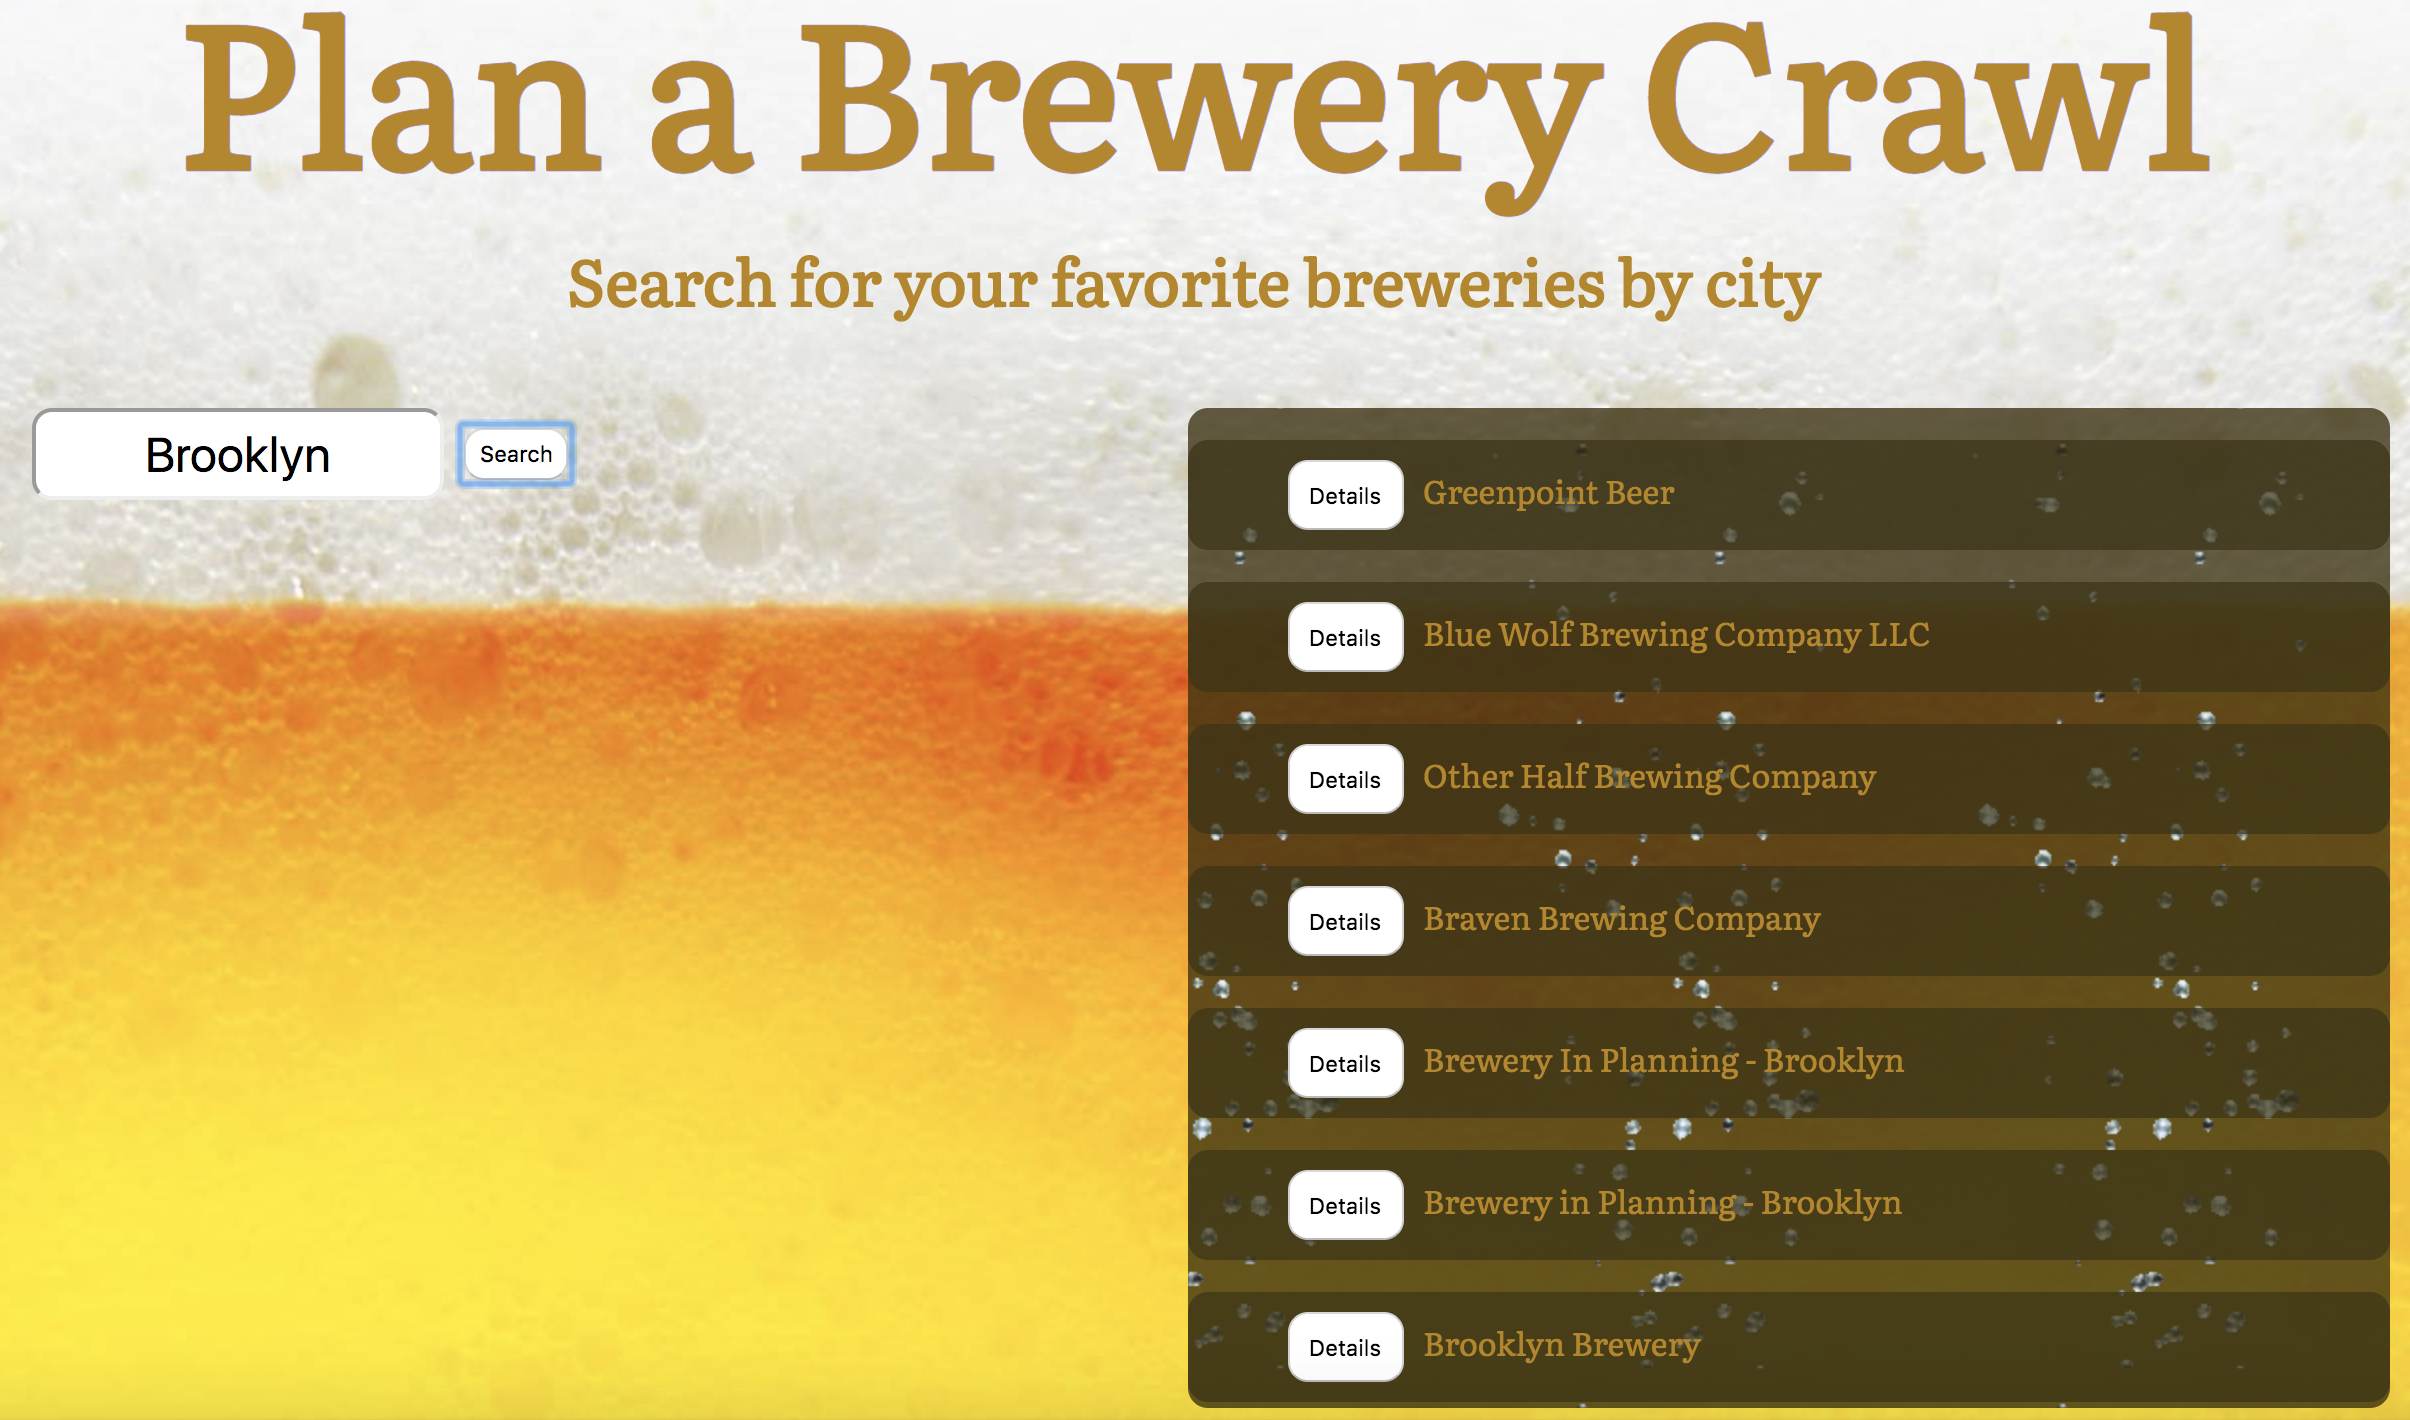 Plan a Brewery Crawl
Search for your favorite breweries by city
Brooklyn Search
Details Greenpoint Beer
Details Blue Wolf Brewing Company LLC
Details Other Half Brewing Company
Details Braven Brewing Company
Details Brewery In Planning - Brooklyn
Details Brewery in Planning - Brooklyn
Details Brooklyn Brewery